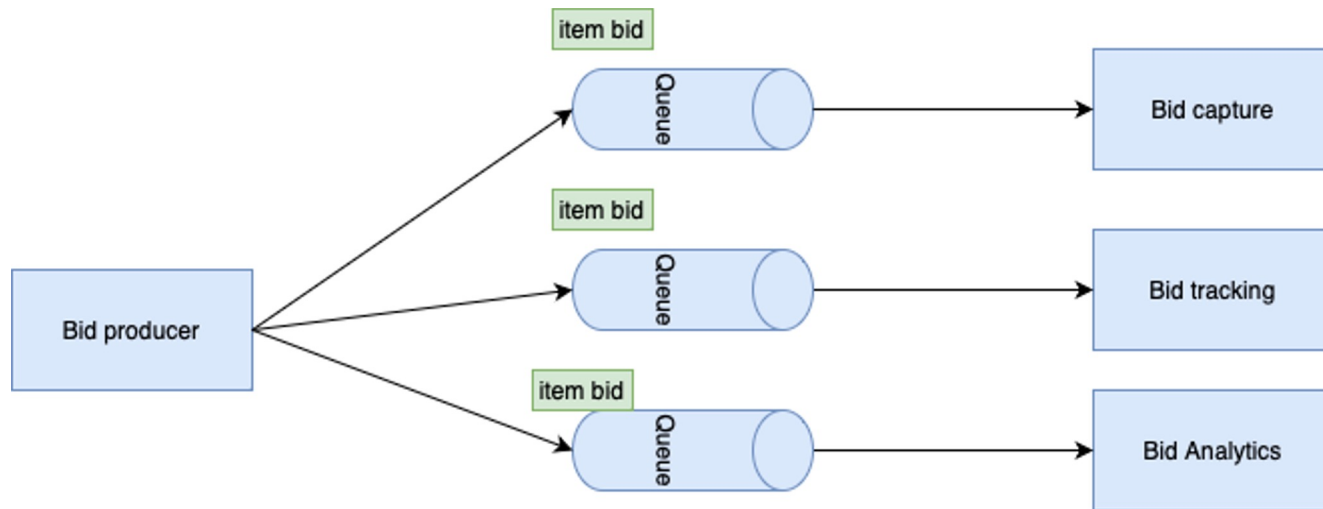 item bid
Queue
Bid capture
item bid
Queue
Bid tracking
Bid producer
item bid
Queue
Bid Analytics